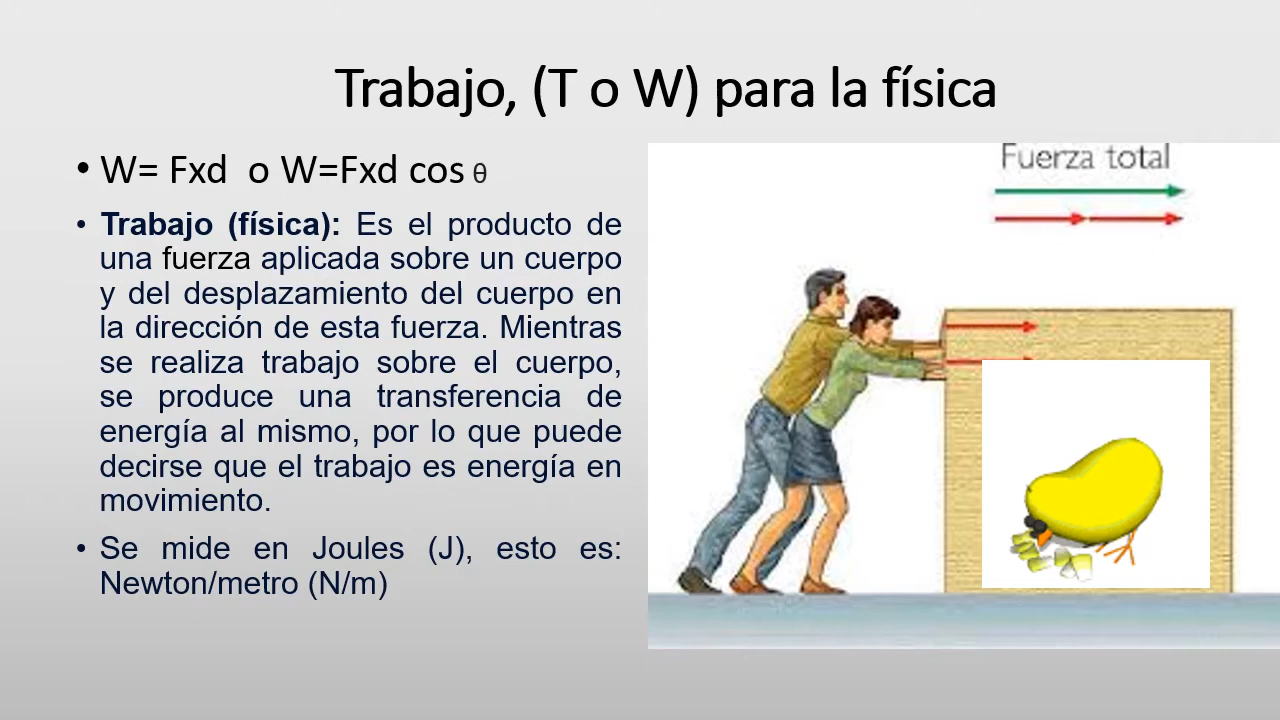 Trabajo, (T o W) para la física
• W= Fxd o W=Fxd cos θ
• Trabajo (física): Es el producto de
una fuerza aplicada sobre un cuerpo
y del desplazamiento del cuerpo en
la dirección de esta fuerza. Mientras
se realiza trabajo sobre el cuerpo,
se produce una transferencia de
energía al mismo, por lo que puede
decirse que el trabajo es energía en
movimiento.
• Se mide en Joules (J), esto es:
Newton/metro (N/m)
Fuerza total